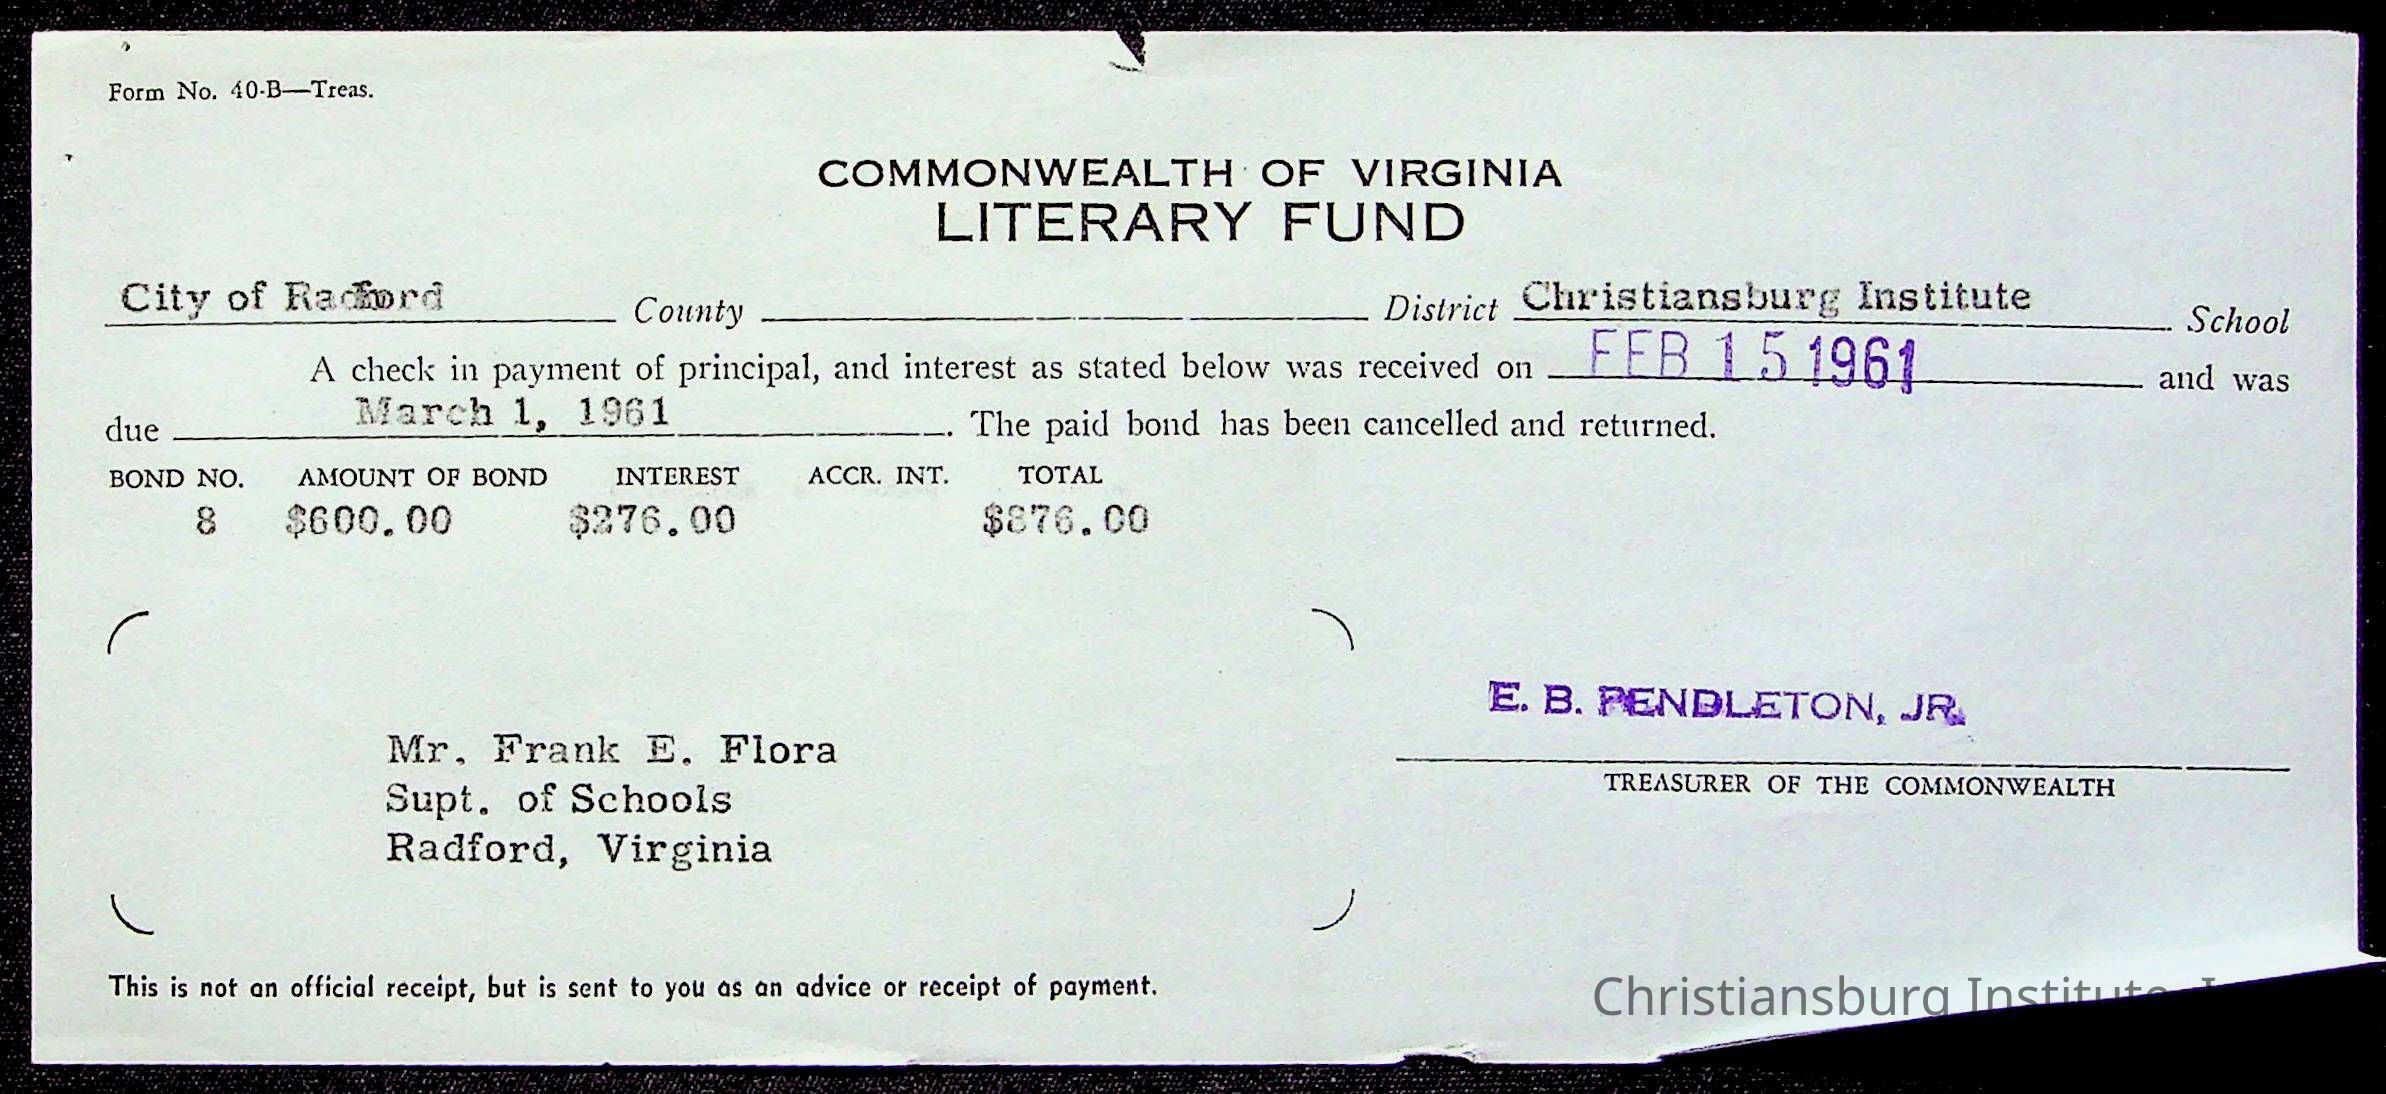 Form No. 40-B—Treas.
COMMONWEALTH OF VIRGINIA
LITERARY FUND
City of Radford County District Christiansburg Institute School
A check in payment of principal, and interest as stated below was received on FEB 15 1961 and was
due March 1, 1961. The paid bond has been cancelled and returned.
BOND NO. AMOUNT OF BOND INTEREST ACCR. INT. TOTAL
8 $600.00 $276.00 $876.00
E. B. PENDLETON, JR.
TREASURER OF THE COMMONWEALTH
Mr. Frank E. Flora
Supt. of Schools
Radford, Virginia
This is not an official receipt, but is sent to you as an advice or receipt of payment.
Christiansburg Institute